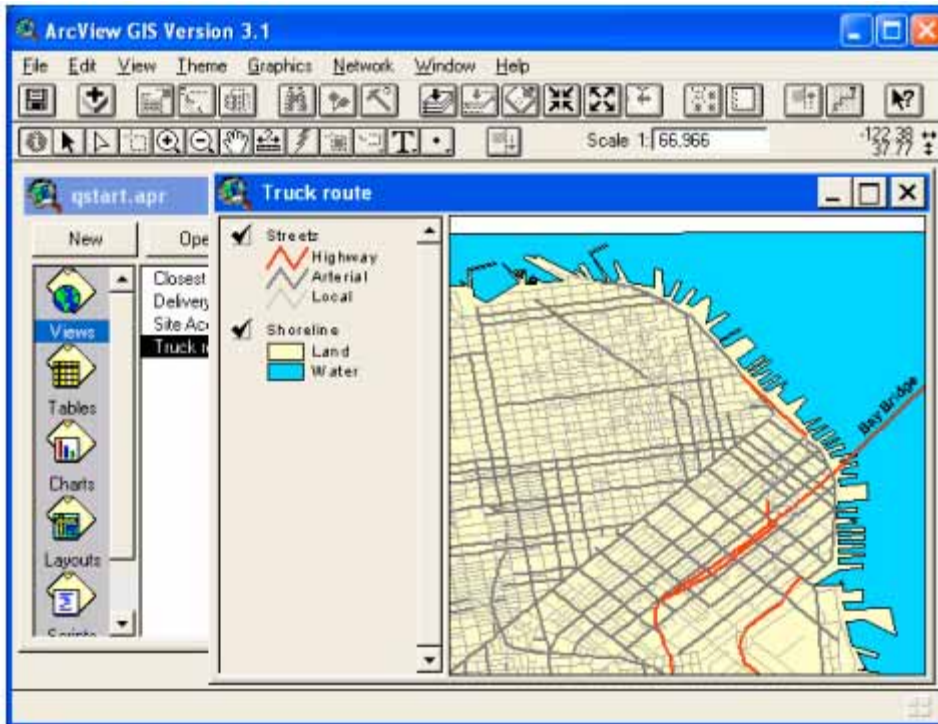 ArcView GIS Version 3.1
File Edit View Theme Graphics Network Window Help
Scale 1: 66,966
-122.38
37.77
qstart.apr
New
Ope
Views
Tables
Charts
Layouts
Scripts
Closest
Delivery
Site Acc
Truck r
Truck route
Streets
Highway
Arterial
Local
Shoreline
Land
Water
Bay Bridge